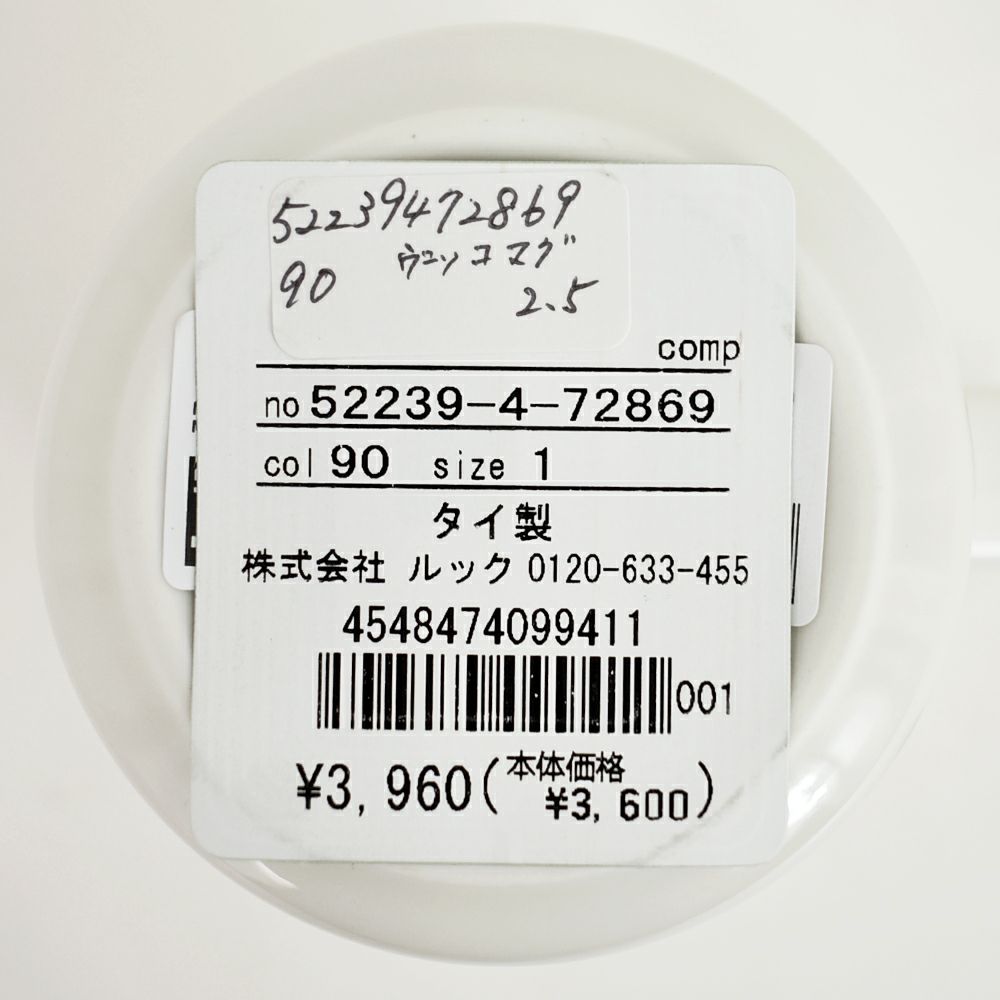 52239472869
ウニッコマグ
90 2.5
comp
no 52239-4-72869
col 90 size 1
タイ製
株式会社 ルック 0120-633-455
4548474099411
001
¥3,960(本体価格 ¥3,600)